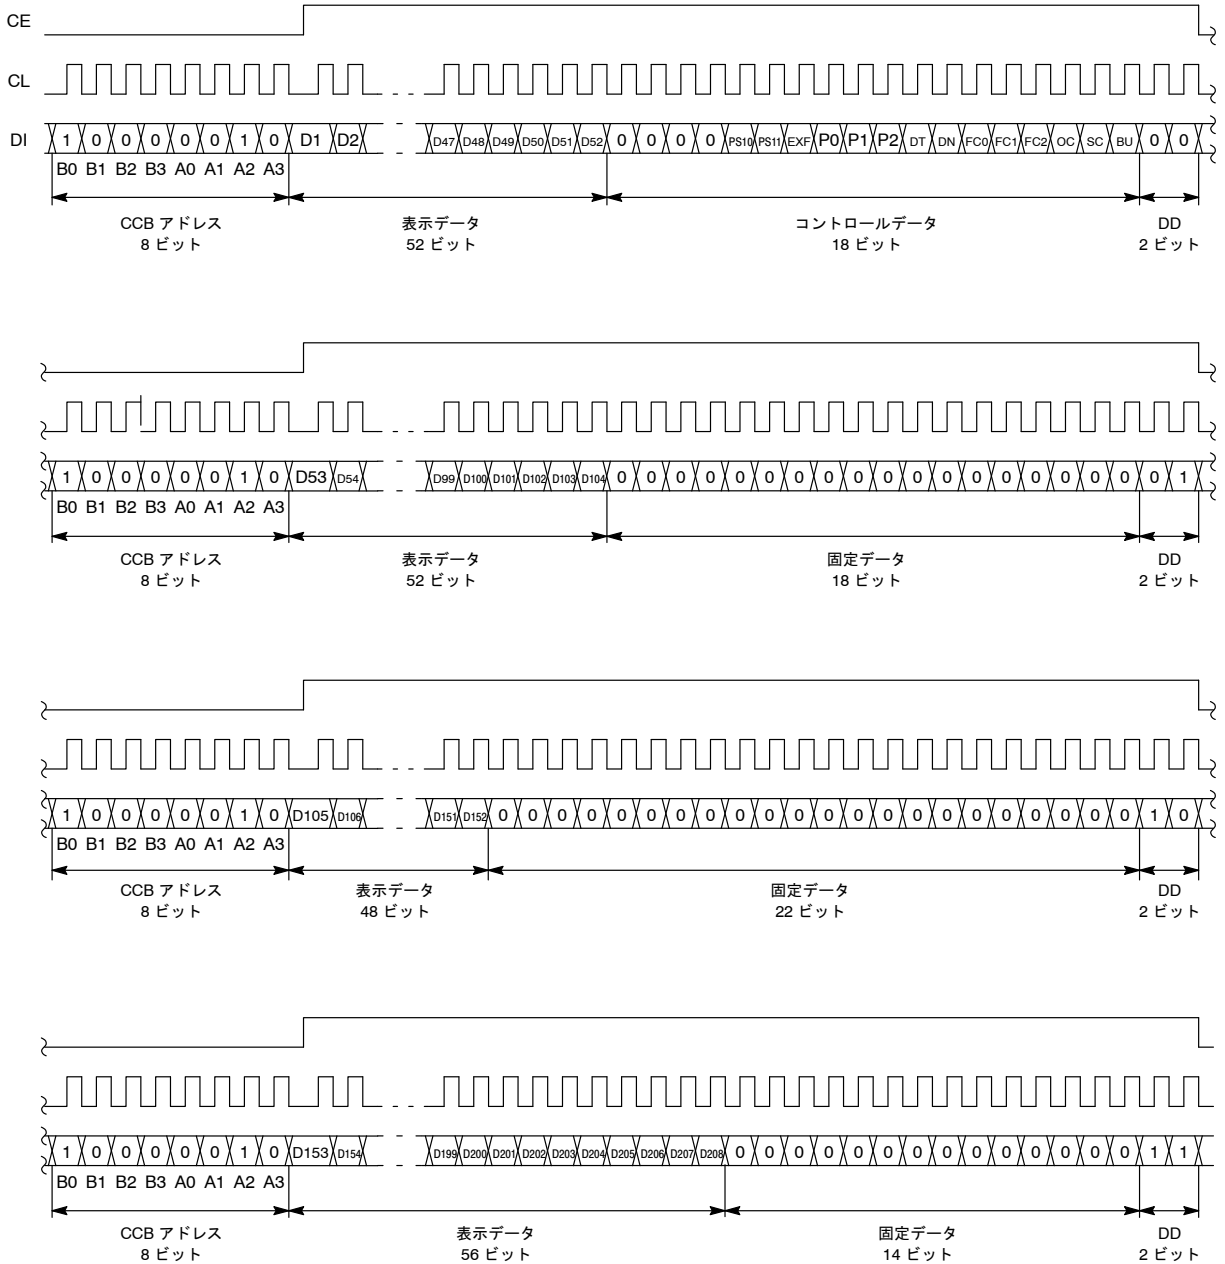 CE
CL
DI 1 0 0 0 0 0 1 0 D1 D2 D47 D48 D49 D50 D51 D52 0 0 0 0 PS10 PS11 EXF P0 P1 P2 DT DN FC0 FC1 FC2 OC SC BU 0 0
B0 B1 B2 B3 A0 A1 A2 A3
CCB アドレス 表示データ コントロールデータ DD
8 ビット 52 ビット 18 ビット 2 ビット
1 0 0 0 0 0 1 0 D53 D54 D99 D100 D101 D102 D103 D104 0 0 0 0 0 0 0 0 0 0 0 0 0 0 0 0 0 0 0 1
B0 B1 B2 B3 A0 A1 A2 A3
CCB アドレス 表示データ 固定データ DD
8 ビット 52 ビット 18 ビット 2 ビット
1 0 0 0 0 0 1 0 D105 D106 D151 D152 0 0 0 0 0 0 0 0 0 0 0 0 0 0 0 0 0 0 0 0 0 0 1 0
B0 B1 B2 B3 A0 A1 A2 A3
CCB アドレス 表示データ 固定データ DD
8 ビット 48 ビット 22 ビット 2 ビット
1 0 0 0 0 0 1 0 D153 D154 D199 D200 D201 D202 D203 D204 D205 D206 D207 D208 0 0 0 0 0 0 0 0 0 0 0 0 0 0 1 1
B0 B1 B2 B3 A0 A1 A2 A3
CCB アドレス 表示データ 固定データ DD
8 ビット 56 ビット 14 ビット 2 ビット